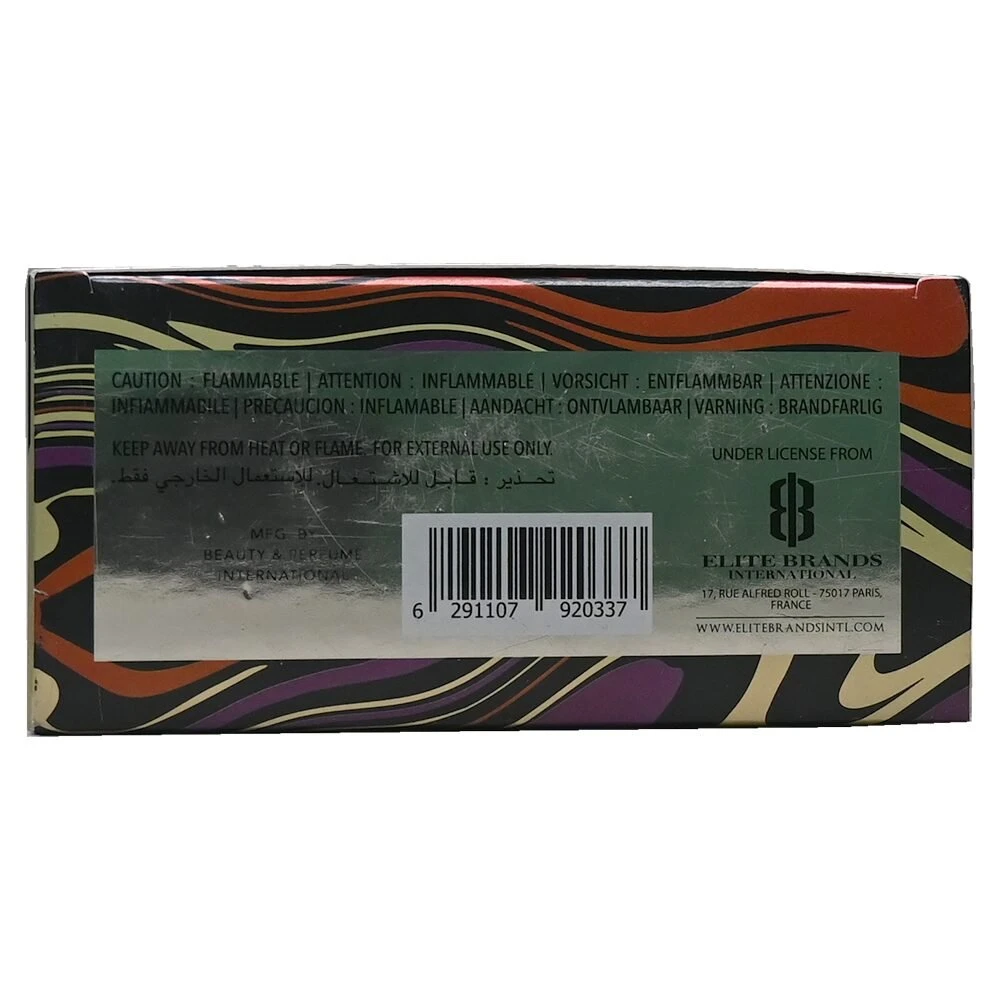 CAUTION : FLAMMABLE | ATTENTION : INFLAMMABLE | VORSICHT : ENTFLAMMBAR | ATTENZIONE :
INFIAMMABILE | PRECAUCION : INFLAMABLE | AANDACHT : ONTVLAMBAAR | VARNING : BRANDFARLIG
KEEP AWAY FROM HEAT OR FLAME. FOR EXTERNAL USE ONLY.
تحذير : قابل للاشتعال. للاستعمال الخارجي فقط.
MFG. BY
BEAUTY & PERFUME
INTERNATIONAL
6 291107 920337
UNDER LICENSE FROM
ELITE BRANDS
INTERNATIONAL
17, RUE ALFRED ROLL - 75017 PARIS,
FRANCE
WWW.ELITEBRANDSINTL.COM